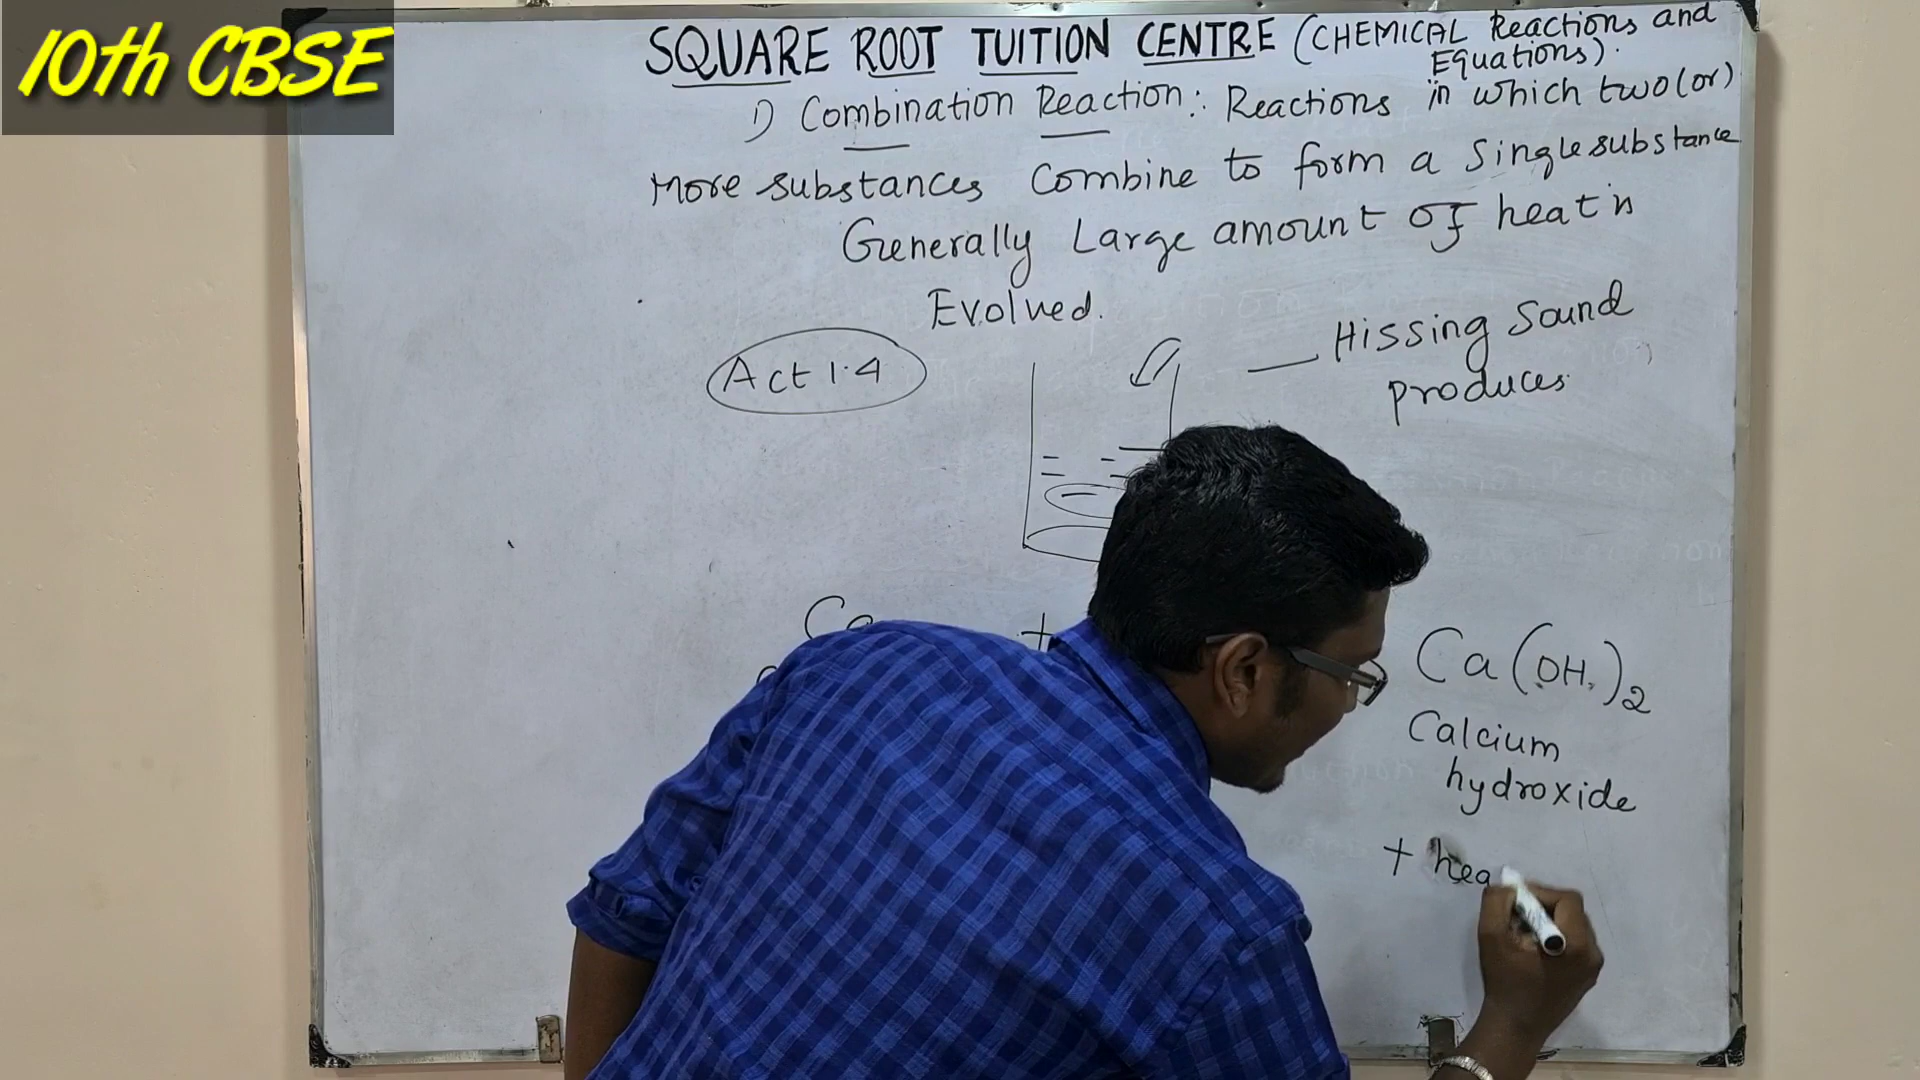 10th CBSE
SQUARE ROOT TUITION CENTRE (CHEMICAL Reactions and
Equations).
1) Combination Reaction: Reactions in which two (or)
More substances Combine to form a Single substance
Generally Large amount of heat is
Evolved.
Act 1.4
Hissing Sound
produces
Ca +
Ca(OH)2
Calcium
hydroxide
+ hea